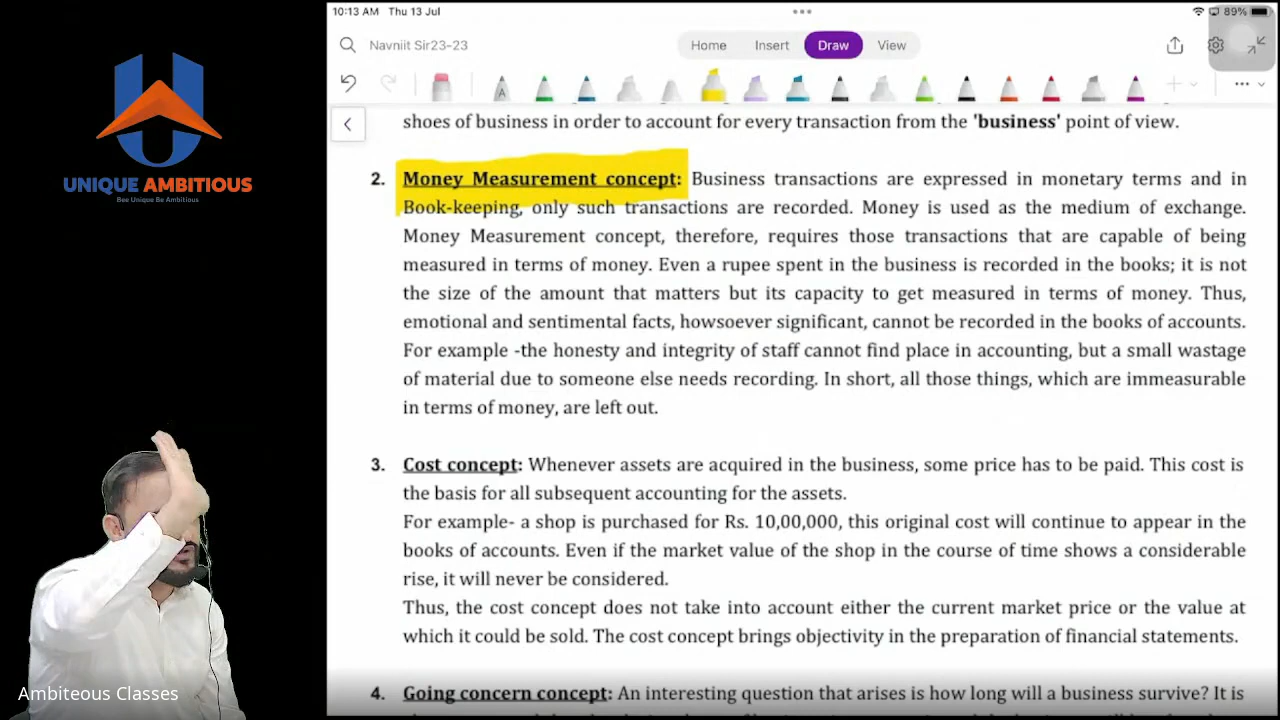 10:13 AM Thu 13 Jul
89%
Navniit Sir23-23
Home Insert Draw View
UNIQUE AMBITIOUS
Bee Unique Be Ambitious
shoes of business in order to account for every transaction from the 'business' point of view.
2. Money Measurement concept: Business transactions are expressed in monetary terms and in
Book-keeping, only such transactions are recorded. Money is used as the medium of exchange.
Money Measurement concept, therefore, requires those transactions that are capable of being
measured in terms of money. Even a rupee spent in the business is recorded in the books; it is not
the size of the amount that matters but its capacity to get measured in terms of money. Thus,
emotional and sentimental facts, howsoever significant, cannot be recorded in the books of accounts.
For example -the honesty and integrity of staff cannot find place in accounting, but a small wastage
of material due to someone else needs recording. In short, all those things, which are immeasurable
in terms of money, are left out.
3. Cost concept: Whenever assets are acquired in the business, some price has to be paid. This cost is
the basis for all subsequent accounting for the assets.
For example- a shop is purchased for Rs. 10,00,000, this original cost will continue to appear in the
books of accounts. Even if the market value of the shop in the course of time shows a considerable
rise, it will never be considered.
Thus, the cost concept does not take into account either the current market price or the value at
which it could be sold. The cost concept brings objectivity in the preparation of financial statements.
4. Going concern concept: An interesting question that arises is how long will a business survive? It is
Ambiteous Classes